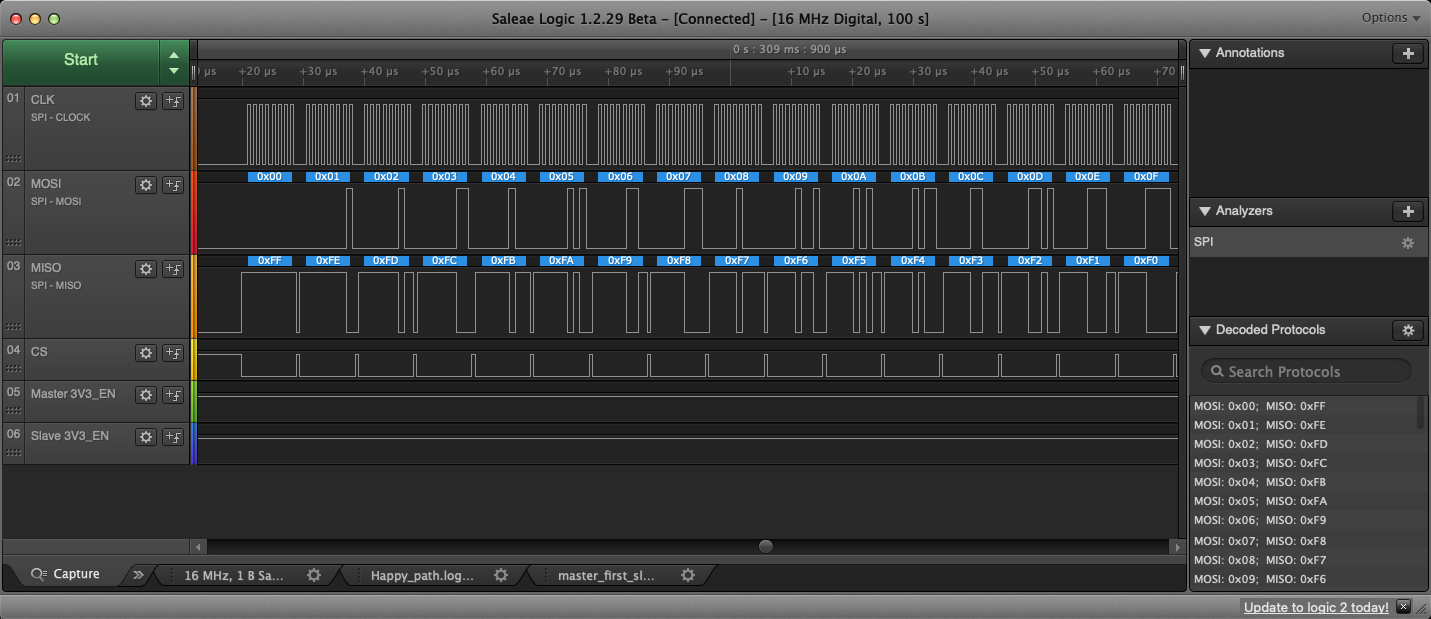 Saleae Logic 1.2.29 Beta – [Connected] – [16 MHz Digital, 100 s]
Options
Start
0 s : 309 ms : 900 µs
µs +20 µs +30 µs +40 µs +50 µs +60 µs +70 µs +80 µs +90 µs +10 µs +20 µs +30 µs +40 µs +50 µs +60 µs +70
Annotations
01 CLK
SPI - CLOCK
02 MOSI
SPI - MOSI
0x00 0x01 0x02 0x03 0x04 0x05 0x06 0x07 0x08 0x09 0x0A 0x0B 0x0C 0x0D 0x0E 0x0F
03 MISO
SPI - MISO
0xFF 0xFE 0xFD 0xFC 0xFB 0xFA 0xF9 0xF8 0xF7 0xF6 0xF5 0xF4 0xF3 0xF2 0xF1 0xF0
04 CS
05 Master 3V3_EN
06 Slave 3V3_EN
Analyzers
SPI
Decoded Protocols
Search Protocols
MOSI: 0x00; MISO: 0xFF
MOSI: 0x01; MISO: 0xFE
MOSI: 0x02; MISO: 0xFD
MOSI: 0x03; MISO: 0xFC
MOSI: 0x04; MISO: 0xFB
MOSI: 0x05; MISO: 0xFA
MOSI: 0x06; MISO: 0xF9
MOSI: 0x07; MISO: 0xF8
MOSI: 0x08; MISO: 0xF7
MOSI: 0x09; MISO: 0xF6
Capture
16 MHz, 1 B Sa...
Happy_path.log...
master_first_sl...
Update to logic 2 today!